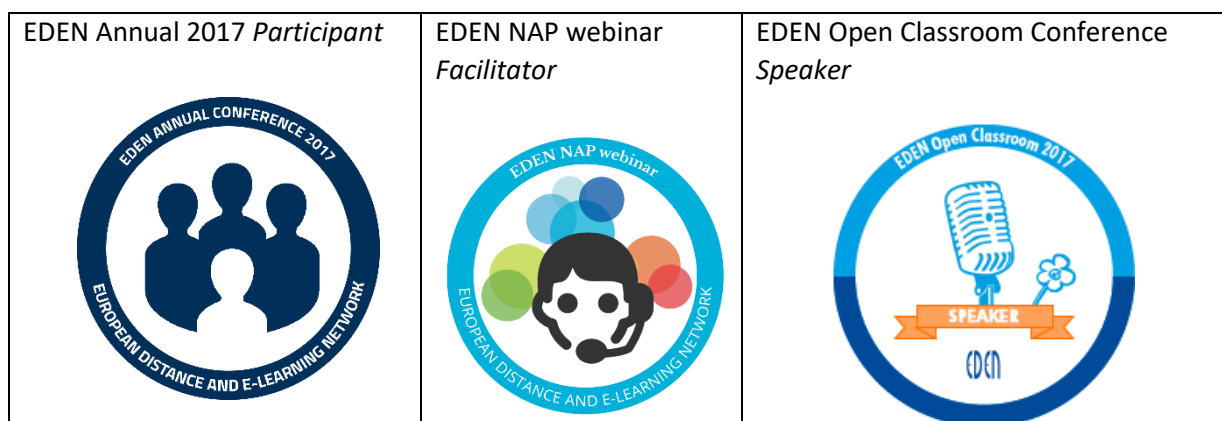 EDEN Annual 2017 Participant
EDEN ANNUAL CONFERENCE 2017
EUROPEAN DISTANCE AND E-LEARNING NETWORK
EDEN NAP webinar
Facilitator
EDEN NAP webinar
EUROPEAN DISTANCE AND E-LEARNING NETWORK
EDEN Open Classroom Conference
Speaker
EDEN Open Classroom 2017
SPEAKER
EDEN